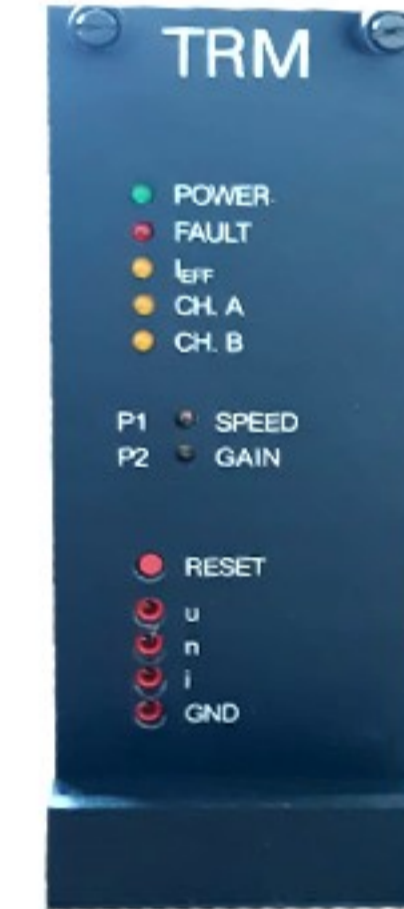 TRM
POWER
FAULT
IEFF
CH. A
CH. B
P1 SPEED
P2 GAIN
RESET
u
n
i
GND